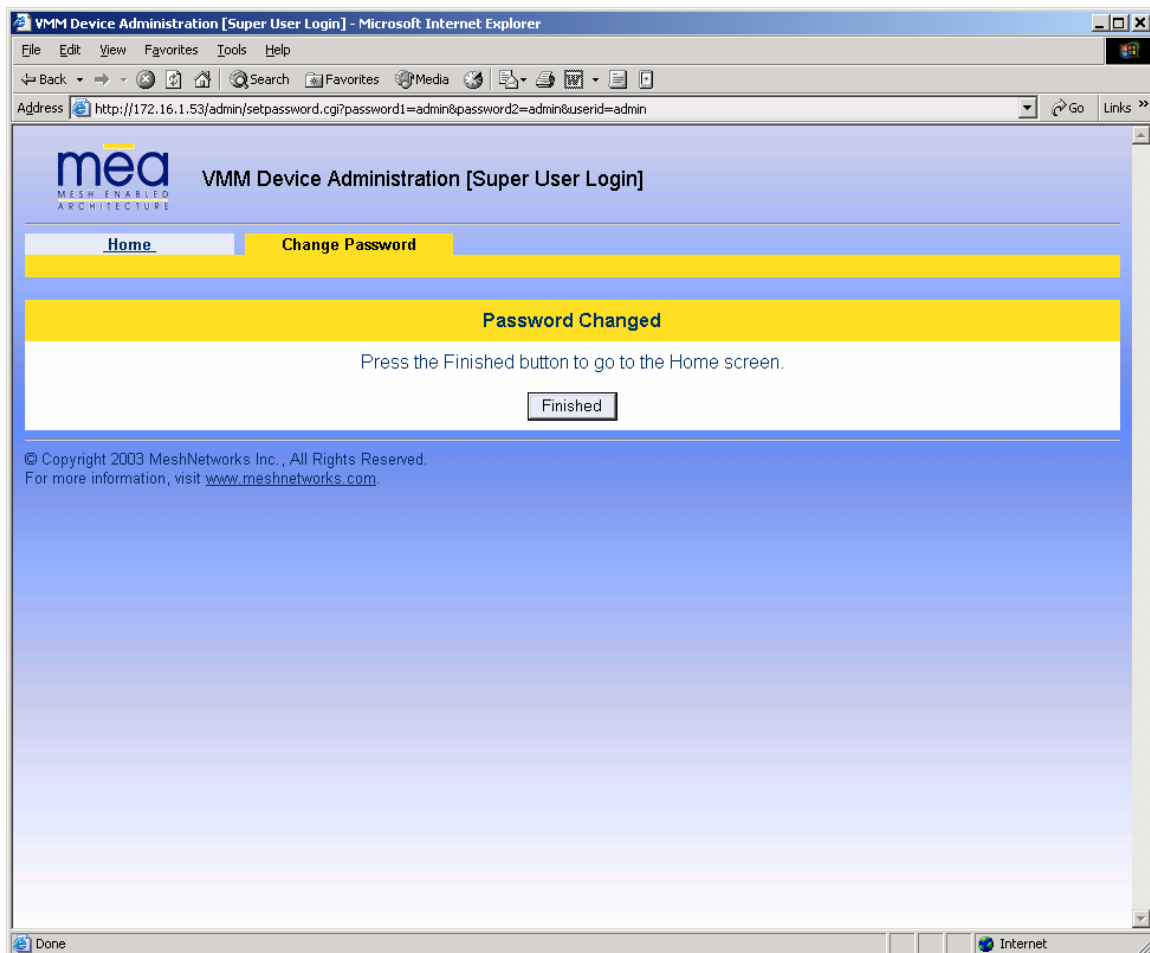 VMM Device Administration [Super User Login] - Microsoft Internet Explorer
File Edit View Favorites Tools Help
Back Search Favorites Media
Address http://172.16.1.53/admin/setpassword.cgi?password1=admin&password2=admin&userid=admin Go Links »
mēa
MESH ENABLED
ARCHITECTURE
VMM Device Administration [Super User Login]
Home Change Password
Password Changed
Press the Finished button to go to the Home screen.
Finished
© Copyright 2003 MeshNetworks Inc., All Rights Reserved.
For more information, visit www.meshnetworks.com.
Done Internet